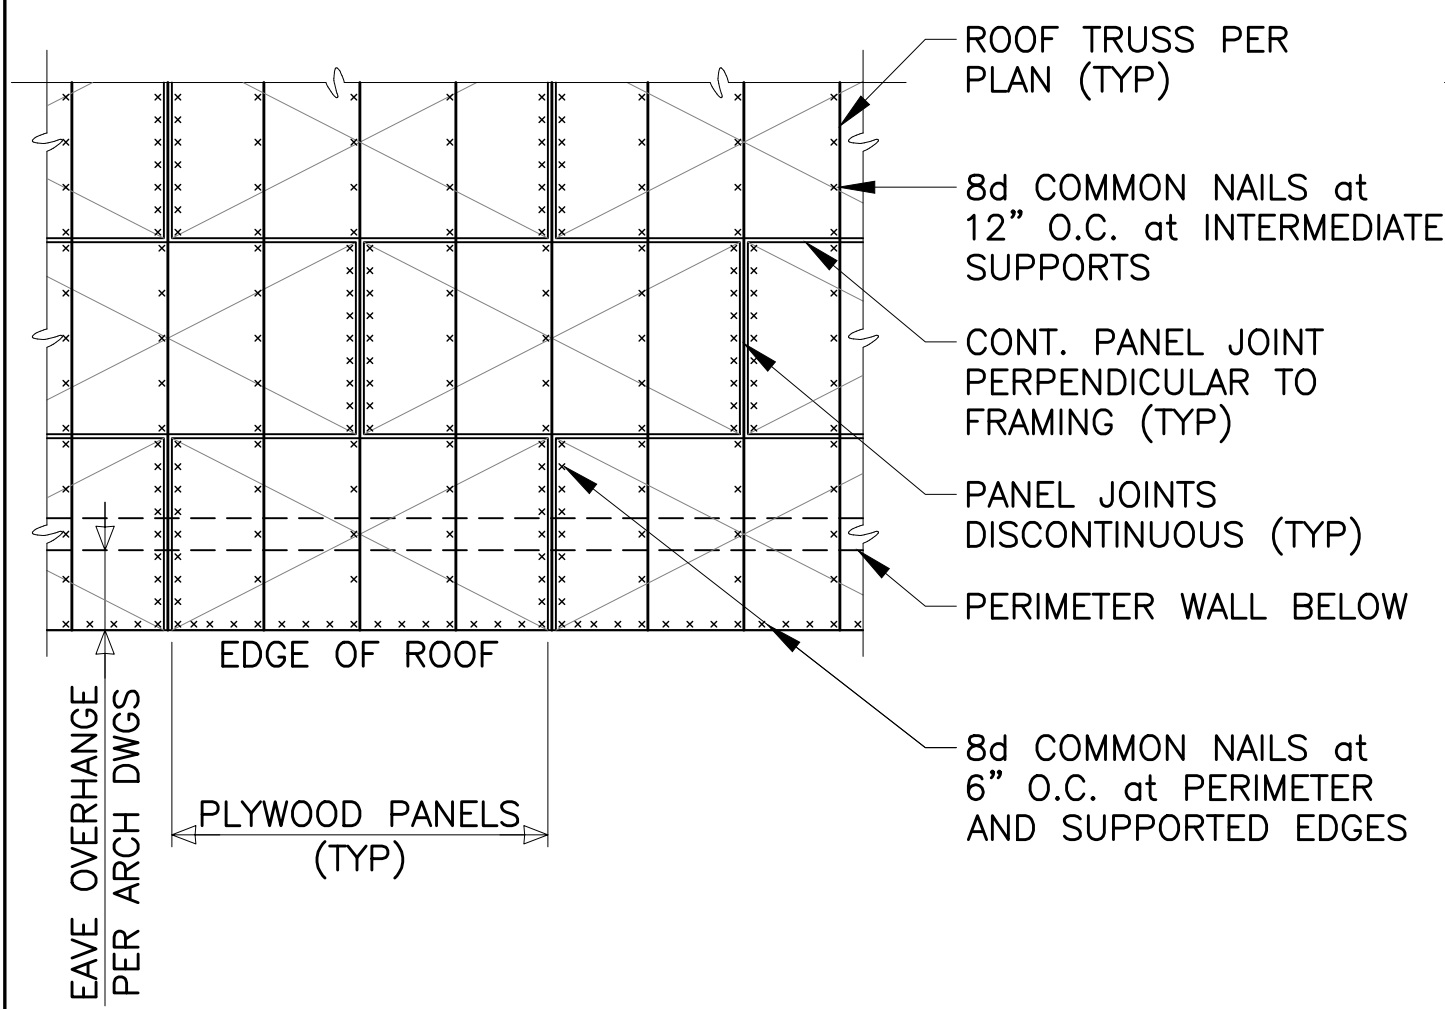 ROOF TRUSS PER
PLAN (TYP)
8d COMMON NAILS at
12” O.C. at INTERMEDIATE
SUPPORTS
CONT. PANEL JOINT
PERPENDICULAR TO
FRAMING (TYP)
PANEL JOINTS
DISCONTINUOUS (TYP)
PERIMETER WALL BELOW
8d COMMON NAILS at
6” O.C. at PERIMETER
AND SUPPORTED EDGES
EDGE OF ROOF
PLYWOOD PANELS
(TYP)
EAVE OVERHANGE
PER ARCH DWGS